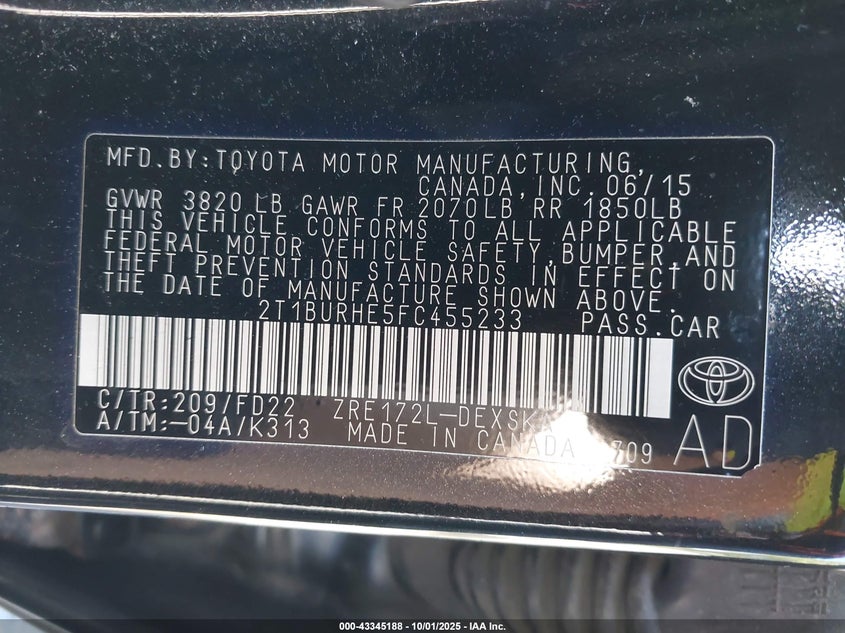 MFD.BY:TOYOTA MOTOR MANUFACTURING,
CANADA,INC.06/15
GVWR 3820LB GAWR FR 2070LB,RR 1850LB
THIS VEHICLE CONFORMS TO ALL APPLICABLE
FEDERAL MOTOR VEHICLE SAFETY,BUMPER,AND
THEFT PREVENTION STANDARDS IN EFFECT ON
THE DATE OF MANUFACTURE SHOWN ABOVE.
2T1BURHE5FC455233 PASS.CAR
C/TR:209/FD22 ZRE172L-DEXSK
A/TM:-04A/K313 MADE IN CANADA 709
AD
000-43345188 - 10/01/2025 - IAA Inc.